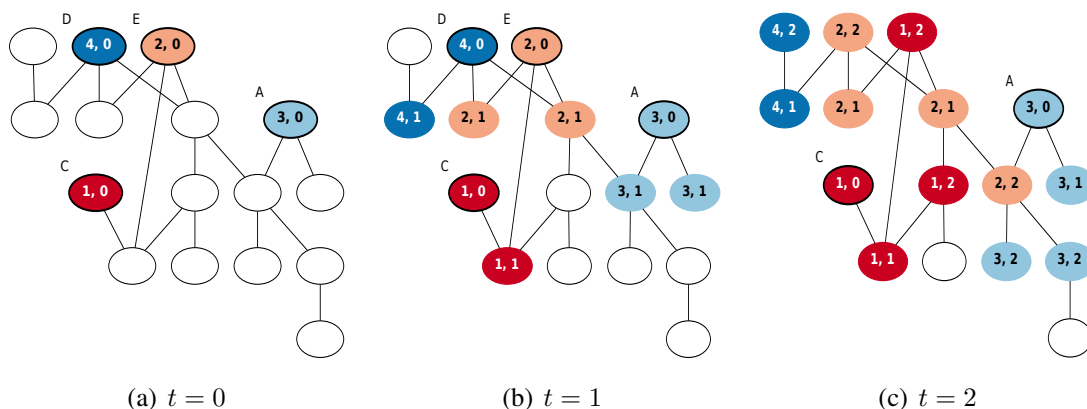 D E
4, 0 2, 0
A
3, 0
C
1, 0
(a) t = 0
D E
4, 0 2, 0
A
4, 1 2, 1 2, 1 3, 0
C
1, 0 3, 1 3, 1
1, 1
(b) t = 1
4, 2 2, 2 1, 2
A
4, 1 2, 1 2, 1 3, 0
C
1, 0 1, 2 2, 2 3, 1
1, 1 3, 2 3, 2
(c) t = 2